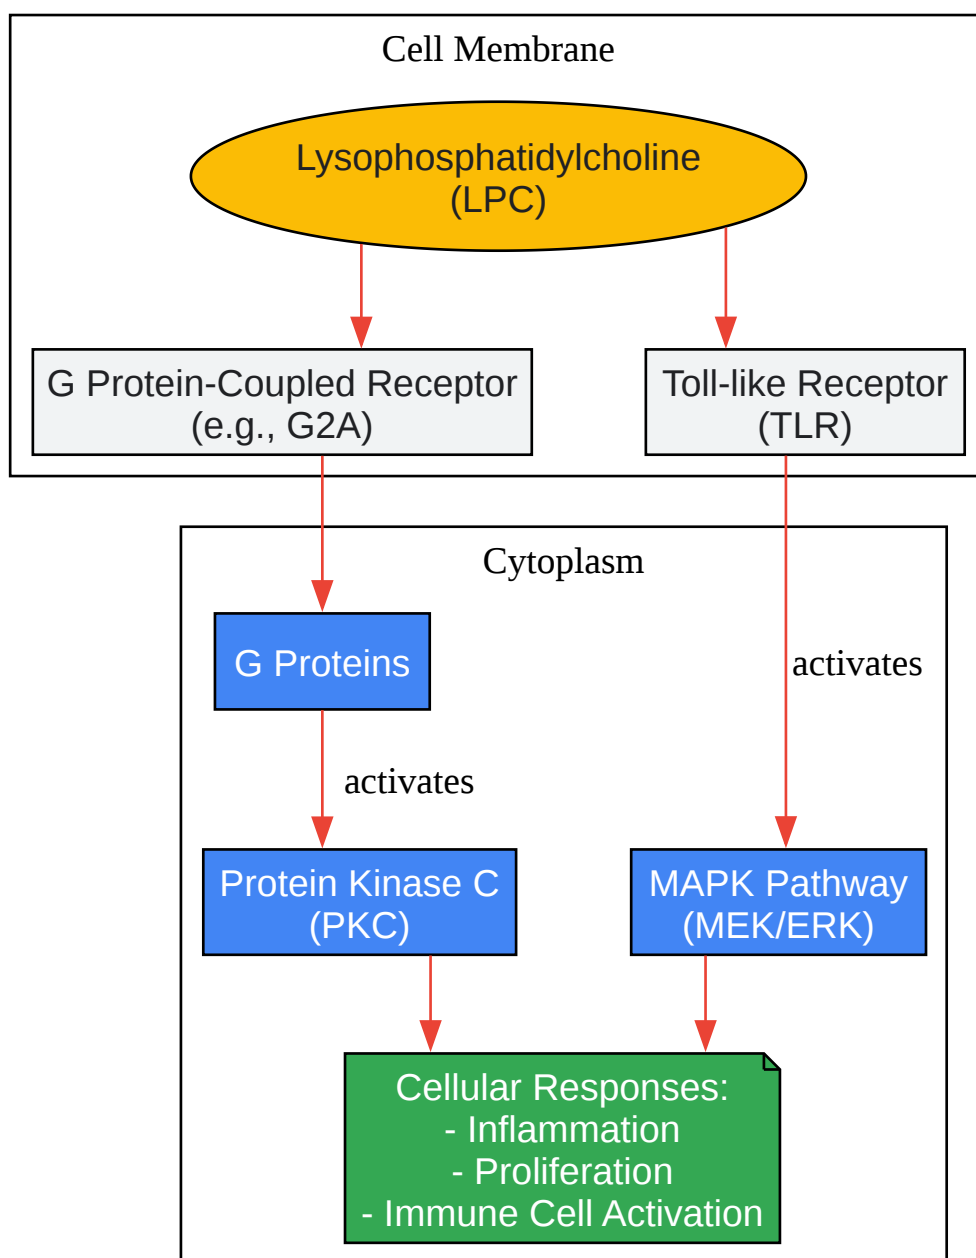 Cell Membrane
Lysophosphatidylcholine
(LPC)
G Protein-Coupled Receptor
(e.g., G2A)
Toll-like Receptor
(TLR)
Cytoplasm
G Proteins
activates
activates
Protein Kinase C
(PKC)
MAPK Pathway
(MEK/ERK)
Cellular Responses:
- Inflammation
- Proliferation
- Immune Cell Activation